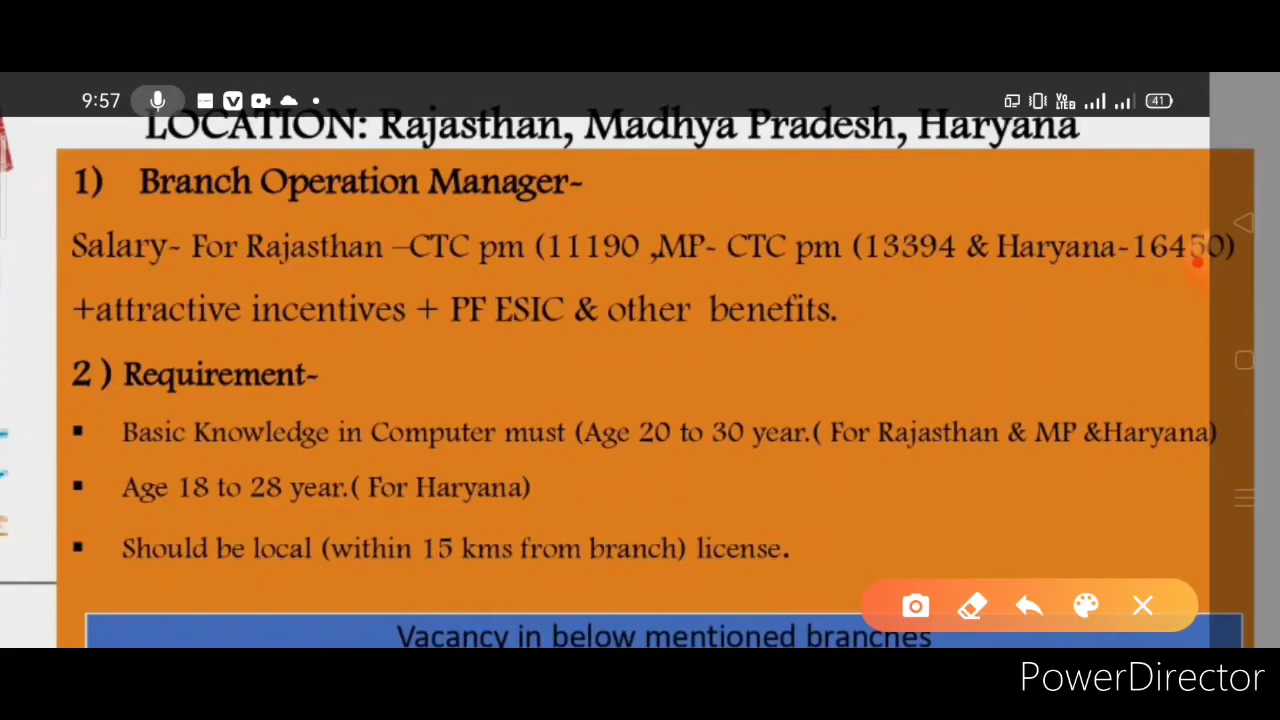 9:57
Vo LTE2 41
LOCATION: Rajasthan, Madhya Pradesh, Haryana
1) Branch Operation Manager-
Salary- For Rajasthan –CTC pm (11190 ,MP- CTC pm (13394 & Haryana-16450)
+attractive incentives + PF ESIC & other benefits.
2 ) Requirement-
▪ Basic Knowledge in Computer must (Age 20 to 30 year.( For Rajasthan & MP &Haryana)
▪ Age 18 to 28 year.( For Haryana)
▪ Should be local (within 15 kms from branch) license.
Vacancy in below mentioned branches
PowerDirector